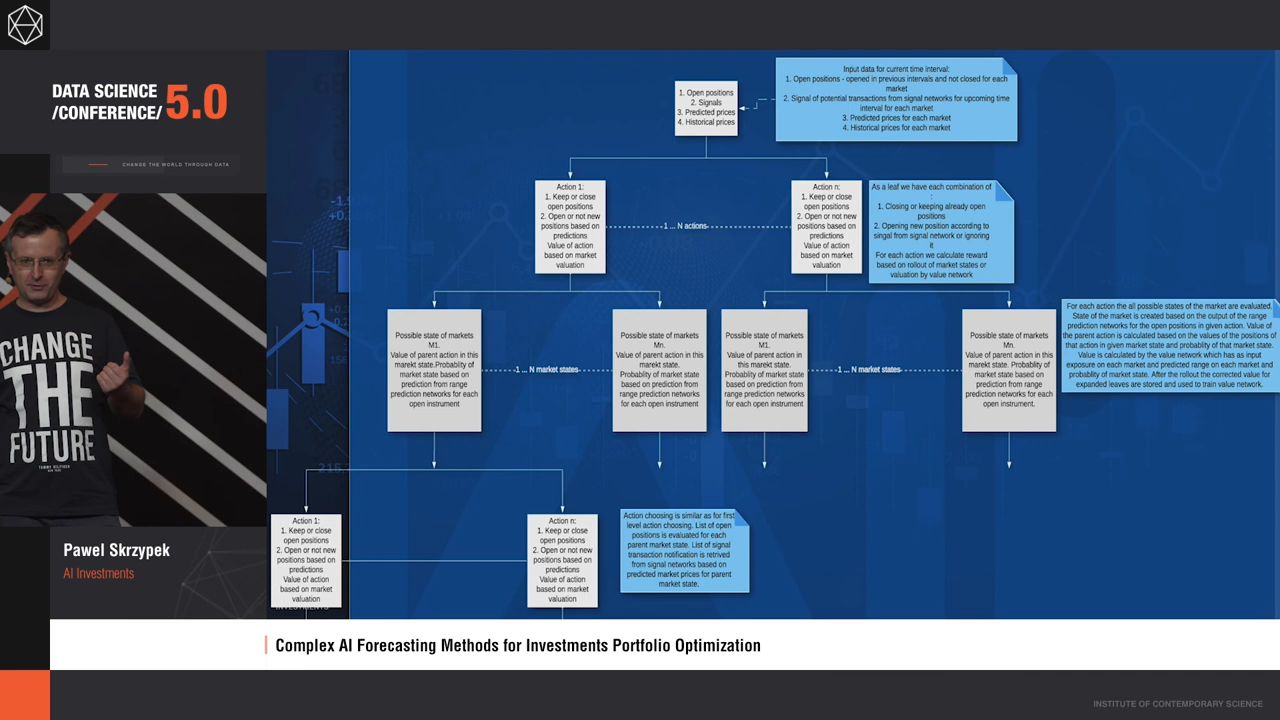 DATA SCIENCE
/CONFERENCE/ 5.0
CHANGE THE WORLD THROUGH DATA
CHANGE
THE
FUTURE
TOMMY HILFIGER
NEW YORK
Pawel Skrzypek
AI Investments
1. Open positions
2. Signals
3. Predicted prices
4. Historical prices
Input data for current time interval:
1. Open positions - opened in previous intervals and not closed for each
market
2. Signal of potential transactions from signal networks for upcoming time
interval for each market
3. Predicted prices for each market
4. Historical prices for each market
Action 1:
1. Keep or close
open positions
2. Open or not new
positions based on
predictions
Value of action
based on market
valuation
1 ... N actions
Action n:
1. Keep or close
open positions
2. Open or not new
positions based on
predictions
Value of action
based on market
valuation
As a leaf we have each combination of
:
1. Closing or keeping already open
positions
2. Opening new position according to
singal from signal network or ignoring
it
For each action we calculate reward
based on rollout of market states or
valuation by value network
Possible state of markets
M1.
Value of parent action in this
marekt state.Probablity of
market state based on
prediction from range
prediction networks for each
open instrument
1 ... N market states
Possible state of markets
Mn.
Value of parent action in this
marekt state.
Probablity of market state
based on prediction from
range prediction networks
for each open instrument
Possible state of markets
M1.
Value of parent action in
this marekt state.
Probablity of market state
based on prediction from
range prediction networks
for each open instrument
1 ... N market states
Possible state of markets
Mn.
Value of parent action in this
market state. Probablity of
market state based on
prediction from range
prediction networks for each
open instrument.
For each action the all possible states of the market are evaluated.
State of the market is created based on the output of the range
prediction networks for the open positions in given action. Value of
the parent action is calculated based on the values of the positions of
that action in given market state and probablity of that market state.
Value is calculated by the value network which has as input
exposure on each market and predicted range on each market and
probablity of market state. After the rollout the corrected value for
expanded leaves are stored and used to train value network.
Action 1:
1. Keep or close
open positions
2. Open or not new
positions based on
predictions
Value of action
based on market
valuation
Action n:
1. Keep or close
open positions
2. Open or not new
positions based on
predictions
Value of action
based on market
valuation
Action choosing is similar as for first
level action choosing. List of open
positions is evaluated for each
parent market state. List of signal
transaction notification is retrived
from signal networks based on
predicted market prices for parent
market state.
Complex AI Forecasting Methods for Investments Portfolio Optimization
INSTITUTE OF CONTEMPORARY SCIENCE